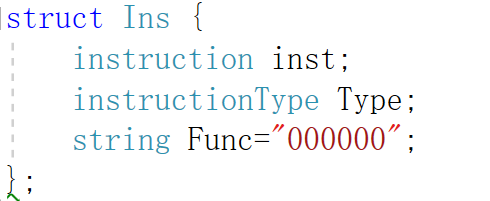 struct Ins {
    instruction inst;
    instructionType Type;
    string Func="000000";
};